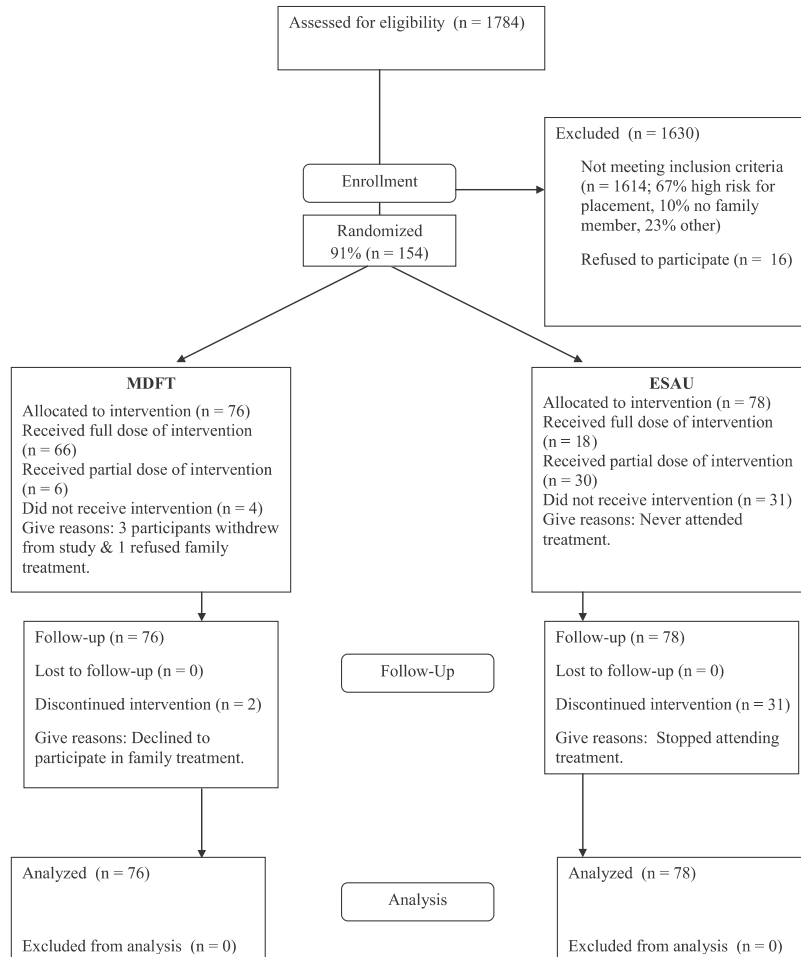 Assessed for eligibility (n = 1784)
Excluded (n = 1630)
Not meeting inclusion criteria
(n = 1614; 67% high risk for
placement, 10% no family
member, 23% other)
Refused to participate (n = 16)
Enrollment
Randomized
91% (n = 154)
MDFT
Allocated to intervention (n = 76)
Received full dose of intervention
(n = 66)
Received partial dose of intervention
(n = 6)
Did not receive intervention (n = 4)
Give reasons: 3 participants withdrew
from study & 1 refused family
treatment.
ESAU
Allocated to intervention (n = 78)
Received full dose of intervention
(n = 18)
Received partial dose of intervention
(n = 30)
Did not receive intervention (n = 31)
Give reasons: Never attended
treatment.
Follow-up (n = 76)
Lost to follow-up (n = 0)
Discontinued intervention (n = 2)
Give reasons: Declined to
participate in family treatment.
Follow-Up
Follow-up (n = 78)
Lost to follow-up (n = 0)
Discontinued intervention (n = 31)
Give reasons: Stopped attending
treatment.
Analyzed (n = 76)
Excluded from analysis (n = 0)
Analysis
Analyzed (n = 78)
Excluded from analysis (n = 0)